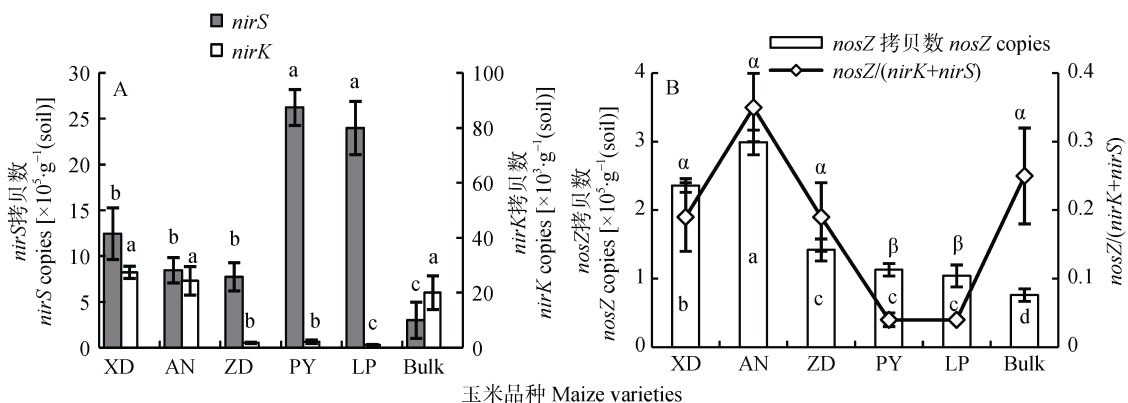 nirS
nirK
A
nirS拷贝数
nirS copies [×10⁵·g⁻¹(soil)]
30
25
20
15
10
5
0
b a b a b b a b a c c a
100
80
60
40
20
0
nirK拷贝数
nirK copies [×10³·g⁻¹(soil)]
XD AN ZD PY LP Bulk
nosZ 拷贝数 nosZ copies
nosZ/(nirK+nirS)
B
nosZ拷贝数
nosZ copies [×10⁵·g⁻¹(soil)]
4
3
2
1
0
α α α β β α
b a c c c d
0.4
0.3
0.2
0.1
0
nosZ/(nirK+nirS)
XD AN ZD PY LP Bulk
玉米品种 Maize varieties